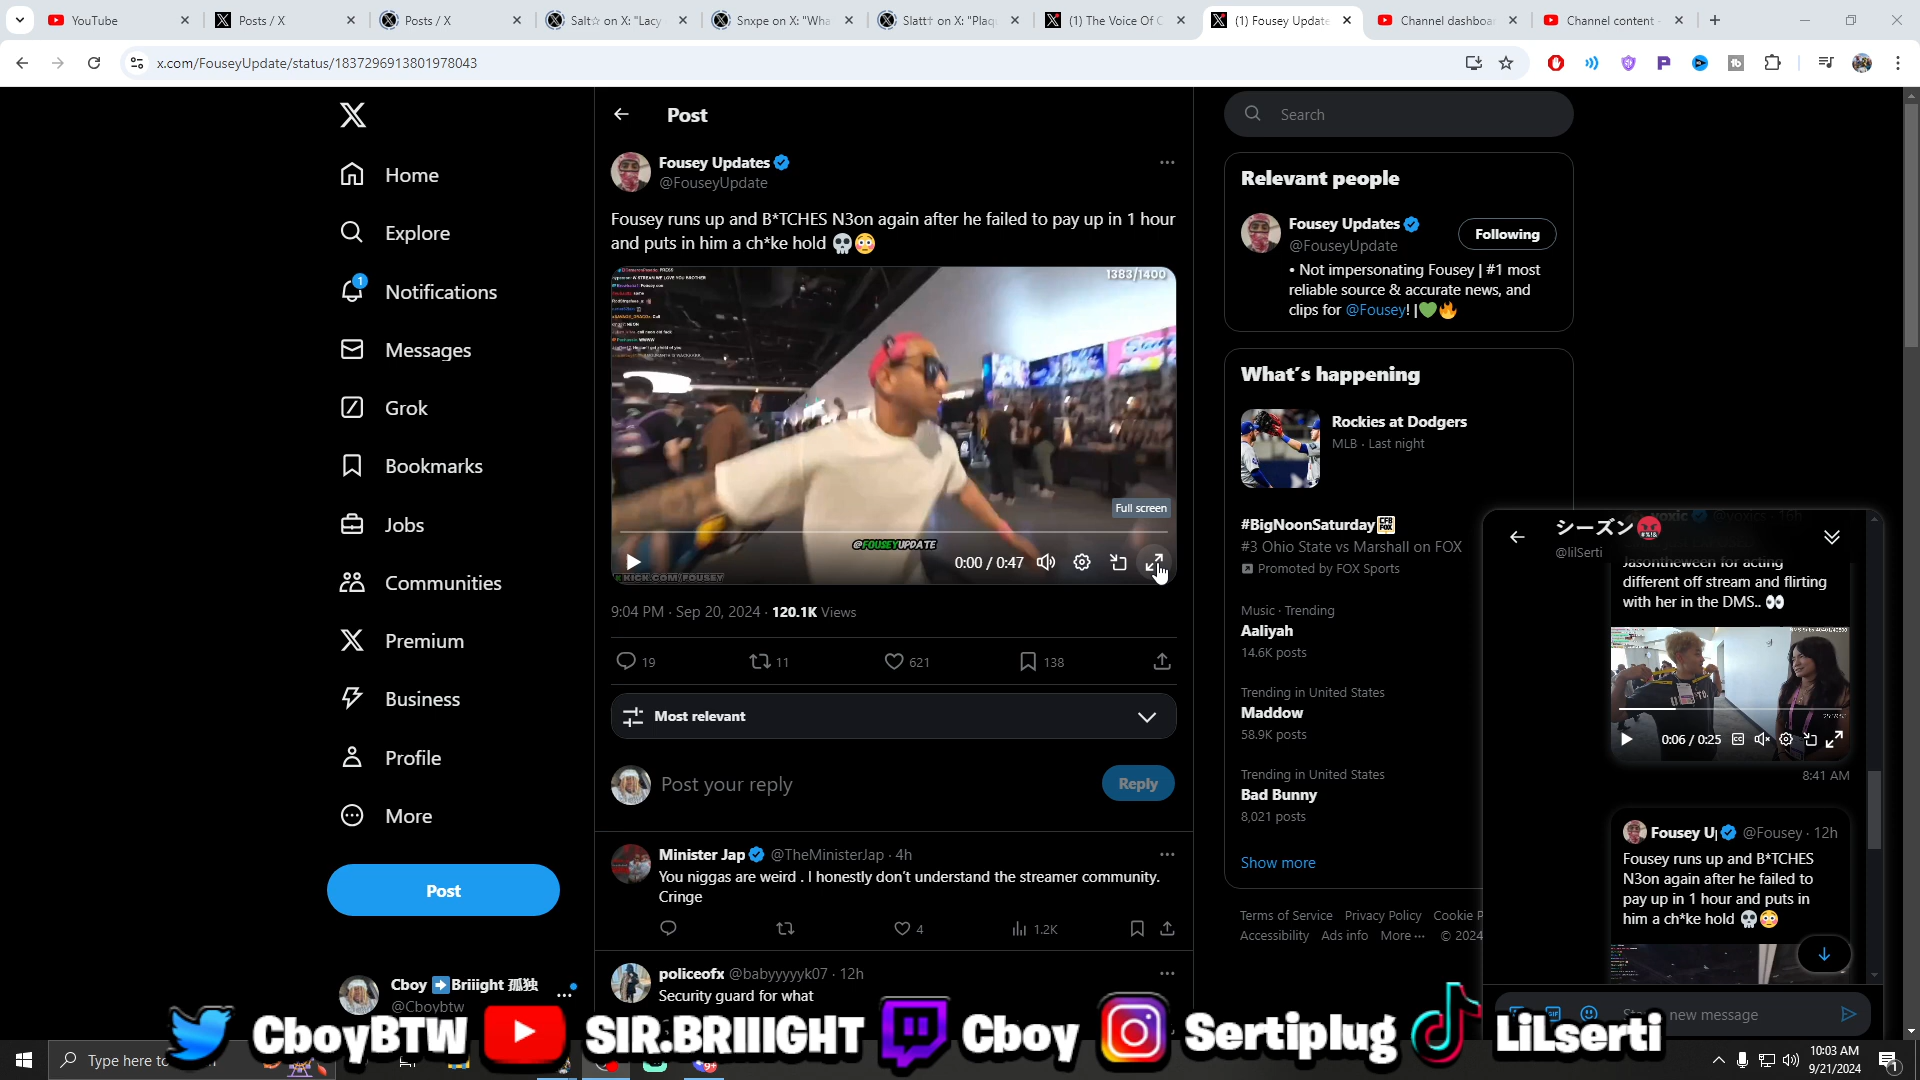 YouTube
Posts / X
Posts / X
Salt☆ on X: "Lacy
Snxpe on X: "Wha
Slatt† on X: "Plaq
(1) The Voice Of C
(1) Fousey Update
Channel dashboa
Channel content
x.com/FouseyUpdate/status/1837296913801978043
Home
Explore
1
Notifications
Messages
Grok
Bookmarks
Jobs
Communities
Premium
Business
Profile
More
Post
Cboy ➡Briiight 孤独
@Cboybtw
Post
Fousey Updates
@FouseyUpdate
Fousey runs up and B*TCHES N3on again after he failed to pay up in 1 hour
and puts in him a ch*ke hold 💀😳
1383/1400
Full screen
@FOUSEYUPDATE
0:00 / 0:47
KICK.COM/FOUSEY
9:04 PM · Sep 20, 2024 · 120.1K Views
19
11
621
138
Most relevant
Post your reply
Reply
Minister Jap @TheMinisterJap · 4h
You niggas are weird . I honestly don't understand the streamer community.
Cringe
4
1.2K
policeofx @babyyyyyk07 · 12h
Security guard for what
Search
Relevant people
Fousey Updates
@FouseyUpdate
Following
• Not impersonating Fousey | #1 most
reliable source & accurate news, and
clips for @Fousey! |💚🔥
What's happening
Rockies at Dodgers
MLB · Last night
#BigNoonSaturday
#3 Ohio State vs Marshall on FOX
Promoted by FOX Sports
Music · Trending
Aaliyah
14.6K posts
Trending in United States
Maddow
58.9K posts
Trending in United States
Bad Bunny
8,021 posts
Show more
Terms of Service Privacy Policy Cookie P
Accessibility Ads info More ··· © 2024
シーズン🤬
@lilSerti
Jasontheween for acting
different off stream and flirting
with her in the DMS.. 👀
0:06 / 0:25
8:41 AM
Fousey U @Fousey · 12h
Fousey runs up and B*TCHES
N3on again after he failed to
pay up in 1 hour and puts in
him a ch*ke hold 💀😳
new message
CboyBTW
SIR.BRIIIGHT
Cboy
Sertiplug
LiLserti
Type here to
10:03 AM
9/21/2024